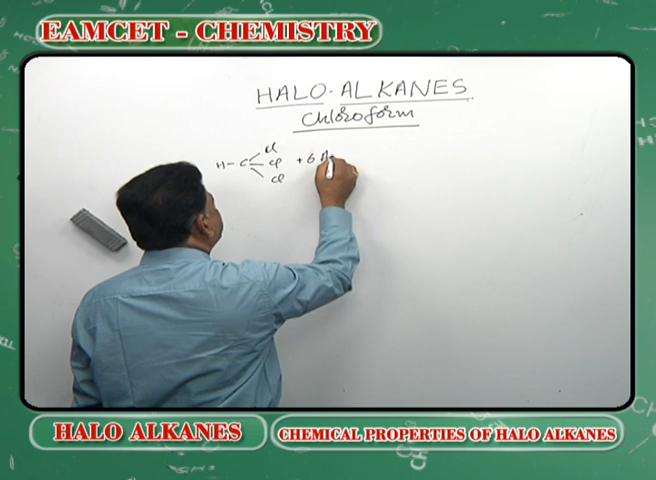 EAMCET - CHEMISTRY
HALO-ALKANES
Chloroform
Cl
H-C Cl + 6 A
Cl
HALO ALKANES
CHEMICAL PROPERTIES OF HALO ALKANES